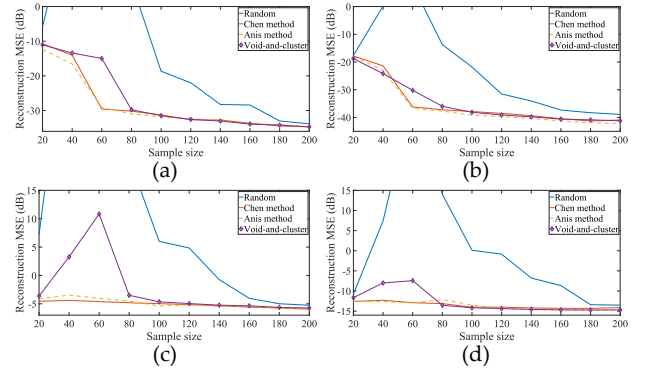 0
-10
-20
-30
Reconstruction MSE (dB)
20 40 60 80 100 120 140 160 180 200
Sample size
Random
Chen method
Anis method
Void-and-cluster
(a)
0
-10
-20
-30
-40
Reconstruction MSE (dB)
20 40 60 80 100 120 140 160 180 200
Sample size
Random
Chen method
Anis method
Void-and-cluster
(b)
15
10
5
0
-5
Reconstruction MSE (dB)
20 40 60 80 100 120 140 160 180 200
Sample size
Random
Chen method
Anis method
Void-and-cluster
(c)
15
10
5
0
-5
-10
-15
Reconstruction MSE (dB)
20 40 60 80 100 120 140 160 180 200
Sample size
Random
Chen method
Anis method
Void-and-cluster
(d)